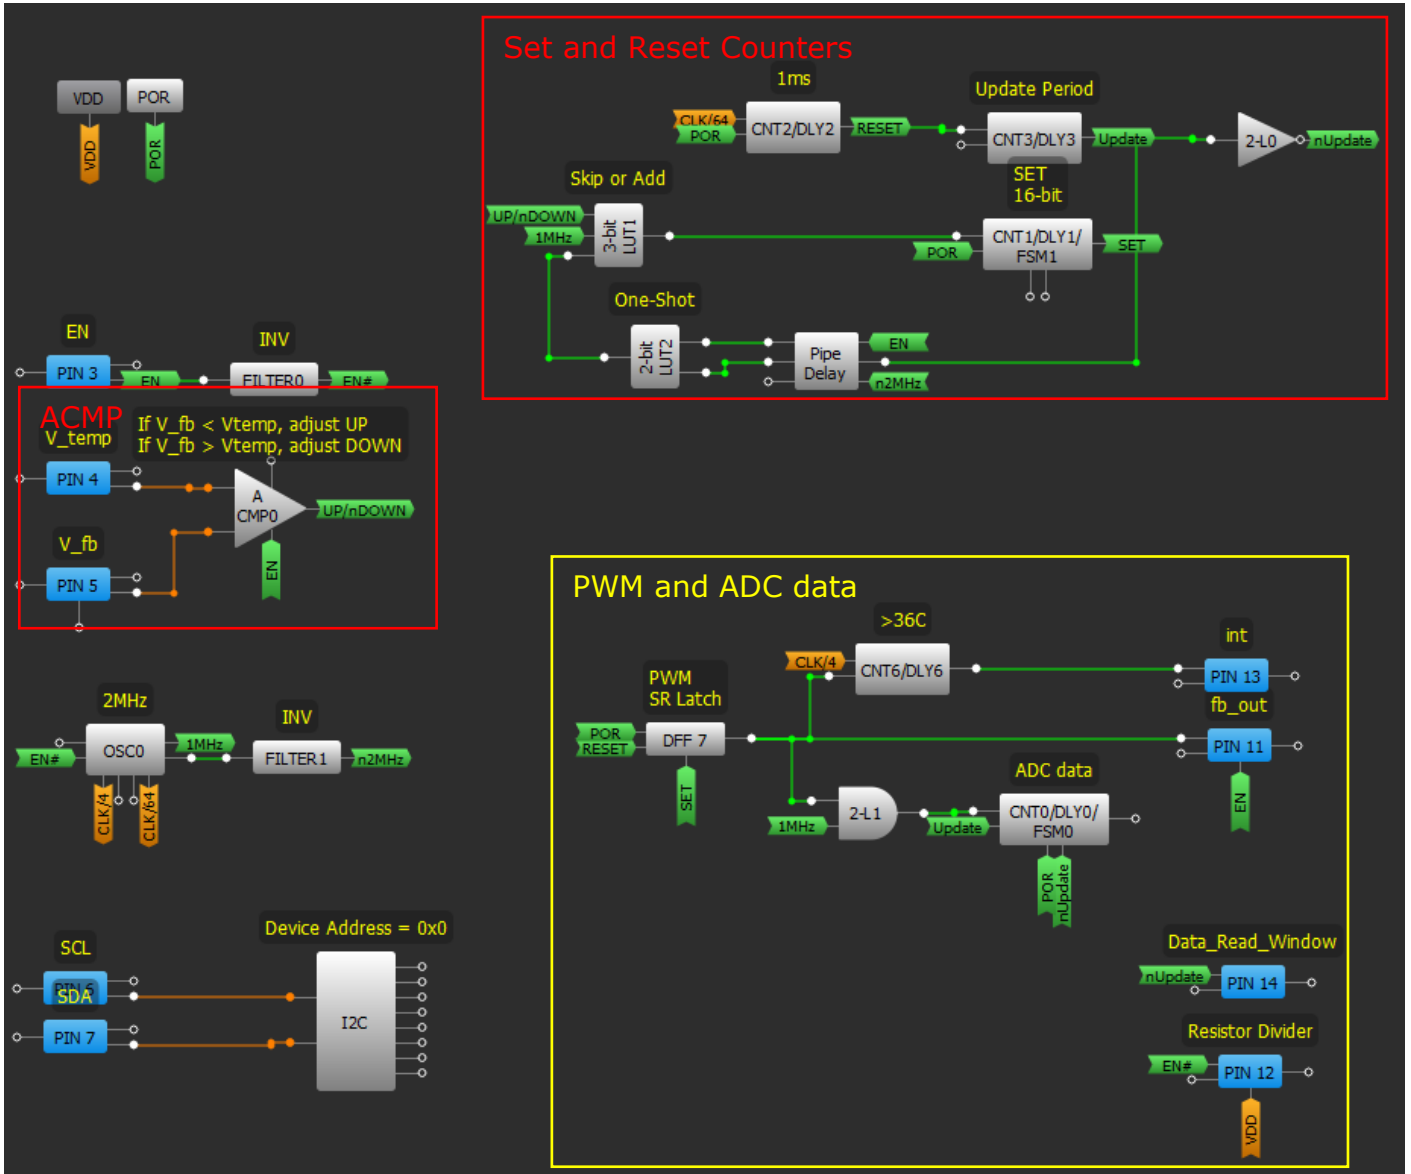 Set and Reset Counters
1ms
CLK/64
POR
CNT2/DLY2
RESET
Update Period
CNT3/DLY3
Update
2-L0
nUpdate
VDD
POR
VDD
POR
Skip or Add
UP/nDOWN
1MHz
3-bit
LUT1
SET
16-bit
CNT1/DLY1/
FSM1
POR
SET
One-Shot
2-bit
LUT2
Pipe
Delay
EN
n2MHz
EN
PIN 3
EN
INV
FILTER0
EN#
ACMP
If V_fb < Vtemp, adjust UP
If V_fb > Vtemp, adjust DOWN
V_temp
PIN 4
A
CMP0
UP/nDOWN
V_fb
PIN 5
EN
2MHz
OSC0
EN#
1MHz
CLK/4
CLK/64
INV
FILTER1
n2MHz
PWM and ADC data
>36C
CLK/4
CNT6/DLY6
int
PIN 13
fb_out
PIN 11
EN
PWM
SR Latch
POR
RESET
DFF 7
SET
1MHz
2-L1
Update
ADC data
CNT0/DLY0/
FSM0
POR
nUpdate
Data_Read_Window
nUpdate
PIN 14
Resistor Divider
EN#
PIN 12
VDD
Device Address = 0x0
SCL
PIN 6
SDA
PIN 7
I2C